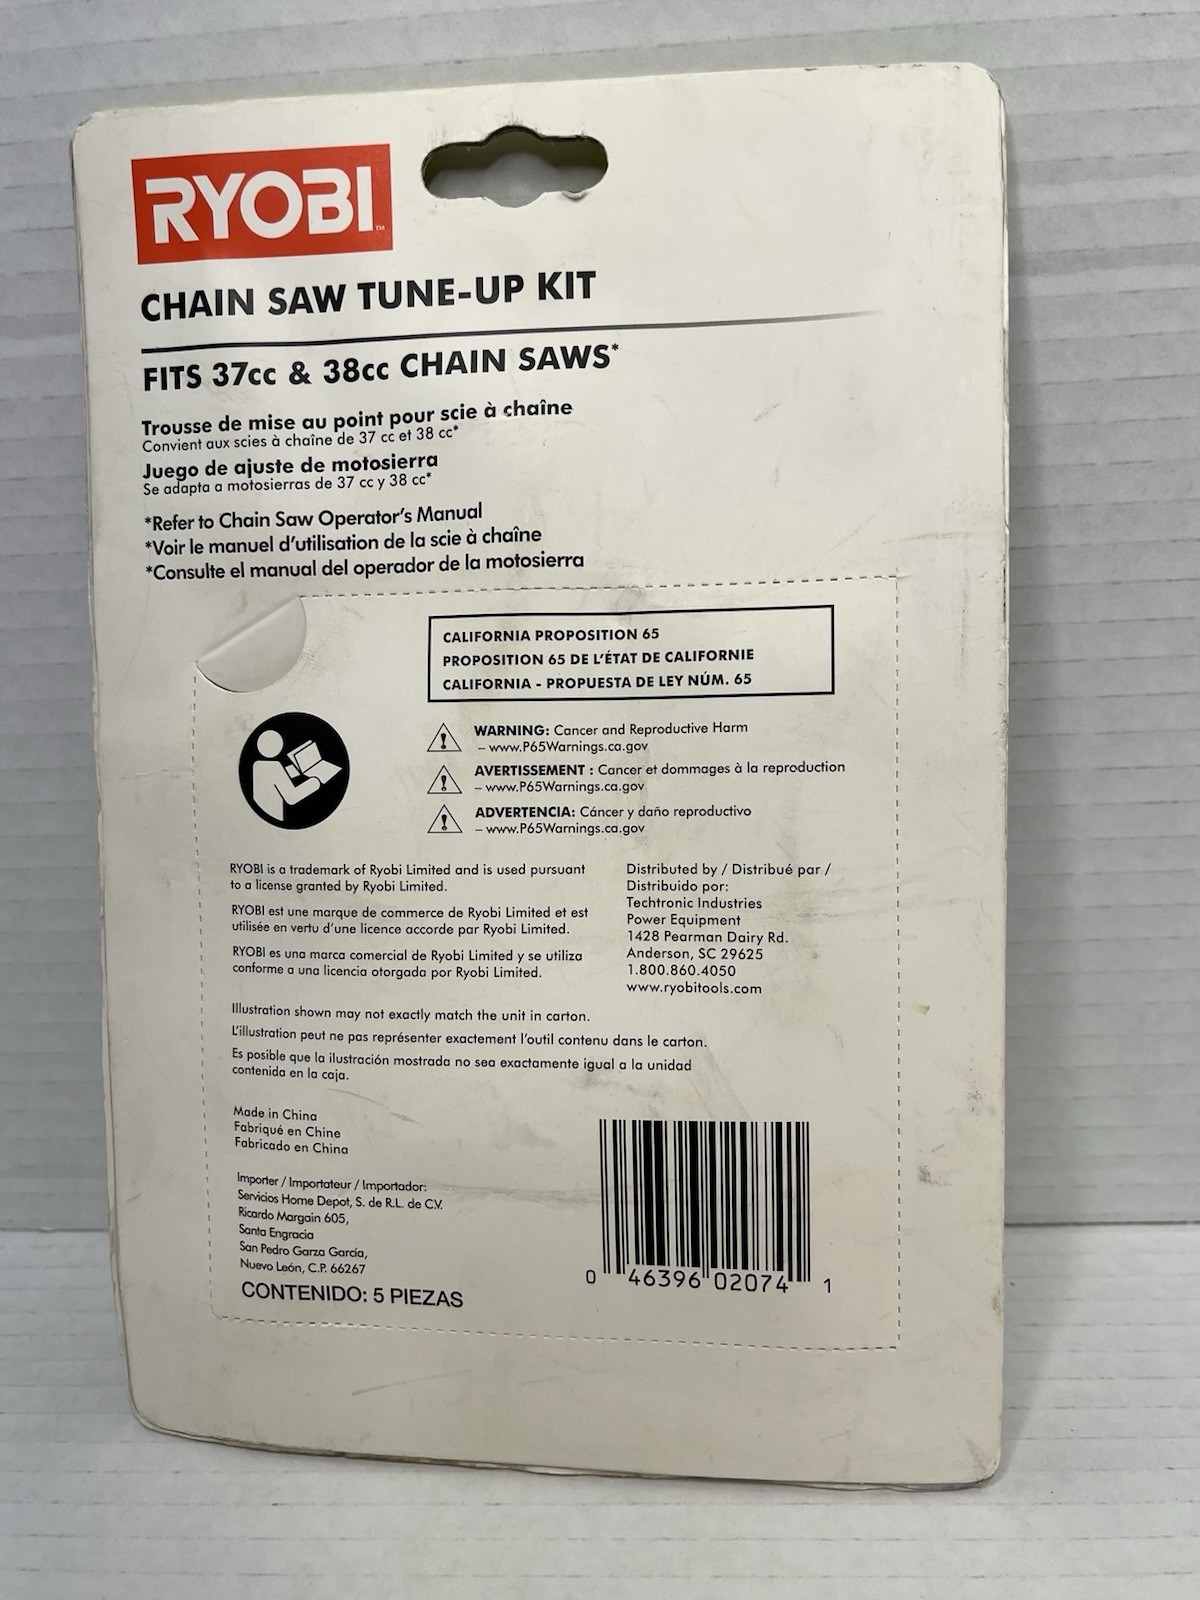 RYOBI™
CHAIN SAW TUNE-UP KIT
FITS 37cc & 38cc CHAIN SAWS*
Trousse de mise au point pour scie à chaîne
Convient aux scies à chaîne de 37 cc et 38 cc*
Juego de ajuste de motosierra
Se adapta a motosierras de 37 cc y 38 cc*
*Refer to Chain Saw Operator's Manual
*Voir le manuel d'utilisation de la scie à chaîne
*Consulte el manual del operador de la motosierra
CALIFORNIA PROPOSITION 65
PROPOSITION 65 DE L'ÉTAT DE CALIFORNIE
CALIFORNIA - PROPUESTA DE LEY NÚM. 65
WARNING: Cancer and Reproductive Harm
– www.P65Warnings.ca.gov
AVERTISSEMENT : Cancer et dommages à la reproduction
– www.P65Warnings.ca.gov
ADVERTENCIA: Cáncer y daño reproductivo
– www.P65Warnings.ca.gov
RYOBI is a trademark of Ryobi Limited and is used pursuant
to a license granted by Ryobi Limited.
RYOBI est une marque de commerce de Ryobi Limited et est
utilisée en vertu d'une licence accorde par Ryobi Limited.
RYOBI es una marca comercial de Ryobi Limited y se utiliza
conforme a una licencia otorgada por Ryobi Limited.
Distributed by / Distribué par /
Distribuido por:
Techtronic Industries
Power Equipment
1428 Pearman Dairy Rd.
Anderson, SC 29625
1.800.860.4050
www.ryobitools.com
Illustration shown may not exactly match the unit in carton.
L'illustration peut ne pas représenter exactement l'outil contenu dans le carton.
Es posible que la ilustración mostrada no sea exactamente igual a la unidad
contenida en la caja.
Made in China
Fabriqué en Chine
Fabricado en China
Importer / Importateur / Importador:
Servicios Home Depot, S. de R.L. de C.V.
Ricardo Margain 605,
Santa Engracia
San Pedro Garza García,
Nuevo León, C.P. 66267
CONTENIDO: 5 PIEZAS
0 46396 02074 1